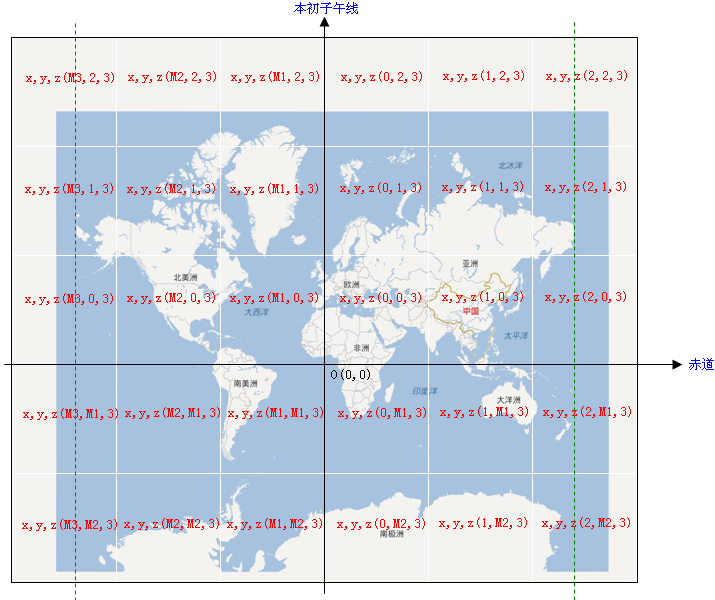 本初子午线
x,y,z(M3,2,3) x,y,z(M2,2,3) x,y,z(M1,2,3) x,y,z(0,2,3) x,y,z(1,2,3) x,y,z(2,2,3)
北冰洋
x,y,z(M3,1,3) x,y,z(M2,1,3) x,y,z(M1,1,3) x,y,z(0,1,3) x,y,z(1,1,3) x,y,z(2,1,3)
亚洲
北美洲
欧洲
x,y,z(M3,0,3) x,y,z(M2,0,3) x,y,z(M1,0,3) x,y,z(0,0,3) x,y,z(1,0,3) x,y,z(2,0,3)
大西洋
中国
太平洋
非洲
赤道
O(0,0)
南美洲
印度洋
大洋洲
x,y,z(M3,M1,3) x,y,z(M2,M1,3) x,y,z(M1,M1,3) x,y,z(0,M1,3) x,y,z(1,M1,3) x,y,z(2,M1,3)
x,y,z(M3,M2,3) x,y,z(M2,M2,3) x,y,z(M1,M2,3) x,y,z(0,M2,3) x,y,z(1,M2,3) x,y,z(2,M2,3)
南极洲